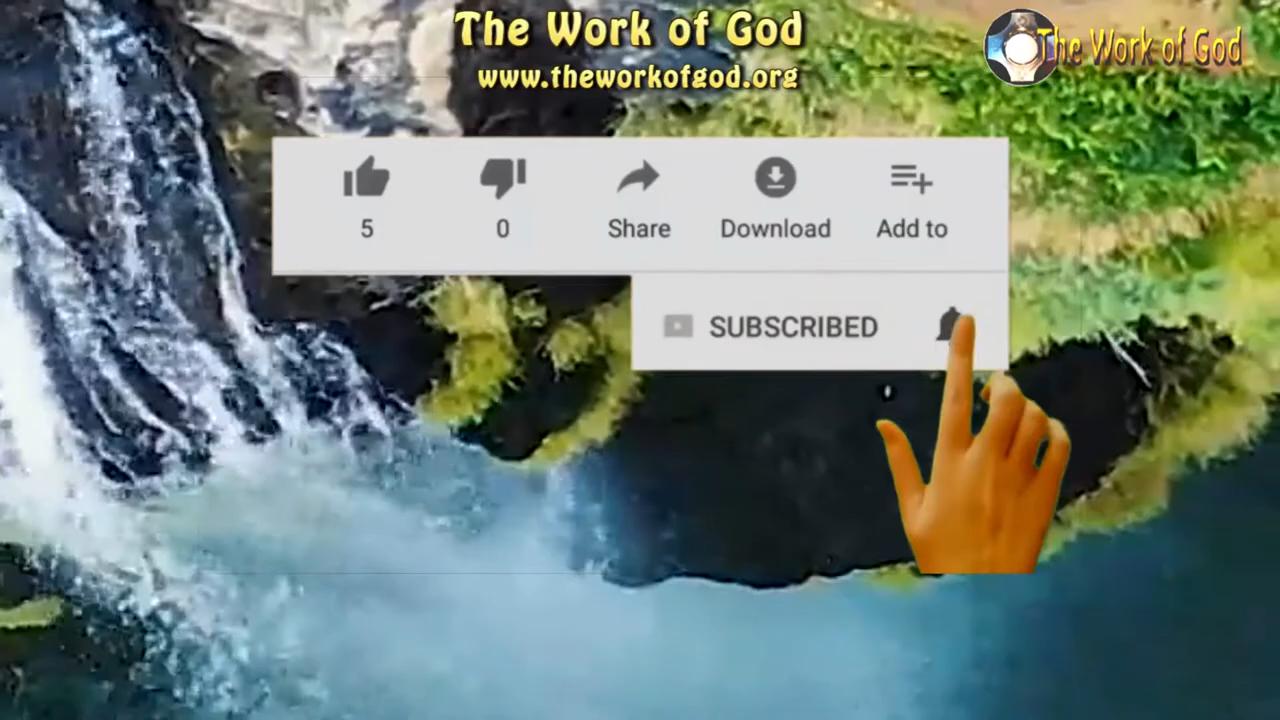 The Work of God
www.theworkofgod.org
The Work of God
5
0
Share
Download
Add to
SUBSCRIBED